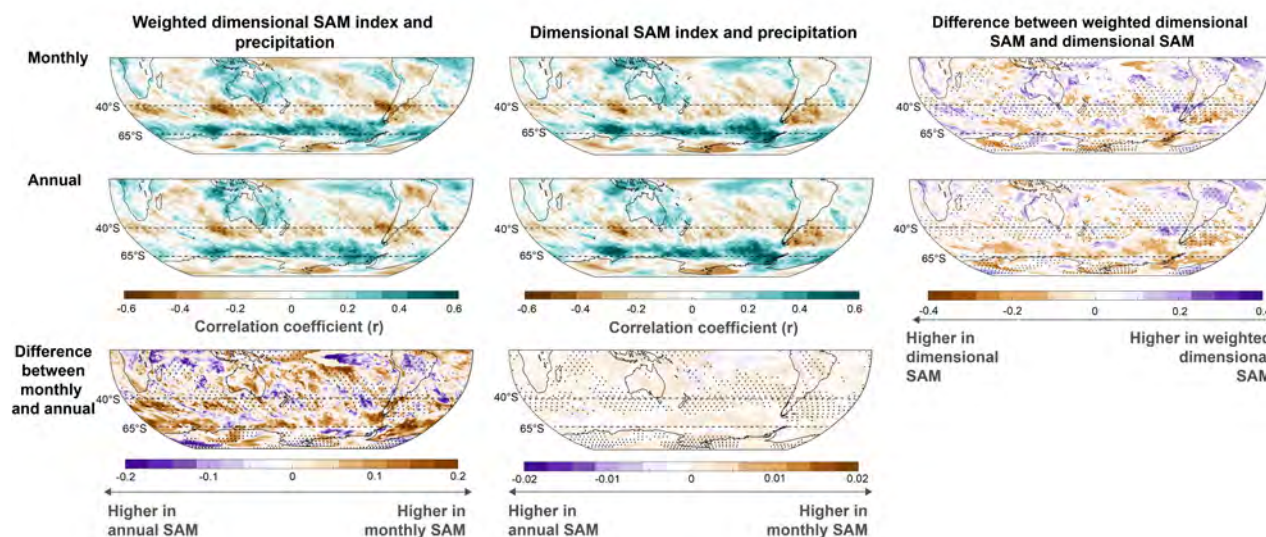 Weighted dimensional SAM index and
precipitation
Dimensional SAM index and precipitation
Difference between weighted dimensional
SAM and dimensional SAM
Monthly
40°S
65°S
40°S
65°S
40°S
65°S
Annual
40°S
65°S
40°S
65°S
40°S
65°S
-0.6 -0.4 -0.2 0 0.2 0.4 0.6
Correlation coefficient (r)
-0.6 -0.4 -0.2 0 0.2 0.4 0.6
Correlation coefficient (r)
-0.4 -0.2 0 0.2 0.4
Higher in
dimensional
SAM
Higher in weighted
dimensional
SAM
Difference
between
monthly
and annual
40°S
65°S
40°S
65°S
-0.2 -0.1 0 0.1 0.2
Higher in
annual SAM
Higher in
monthly SAM
-0.02 -0.01 0 0.01 0.02
Higher in
annual SAM
Higher in
monthly SAM